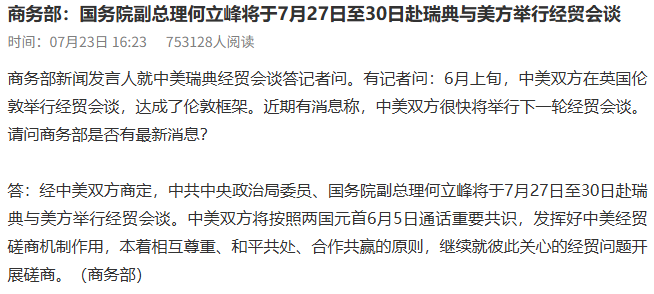 商务部：国务院副总理何立峰将于7月27日至30日赴瑞典与美方举行经贸会谈
时间：07月23日 16:23 753128人阅读
商务部新闻发言人就中美瑞典经贸会谈答记者问。有记者问：6月上旬，中美双方在英国伦
敦举行经贸会谈，达成了伦敦框架。近期有消息称，中美双方很快将举行下一轮经贸会谈。
请问商务部是否有最新消息？
答：经中美双方商定，中共中央政治局委员、国务院副总理何立峰将于7月27日至30日赴瑞
典与美方举行经贸会谈。中美双方将按照两国元首6月5日通话重要共识，发挥好中美经贸
磋商机制作用，本着相互尊重、和平共处、合作共赢的原则，继续就彼此关心的经贸问题开
展磋商。（商务部）